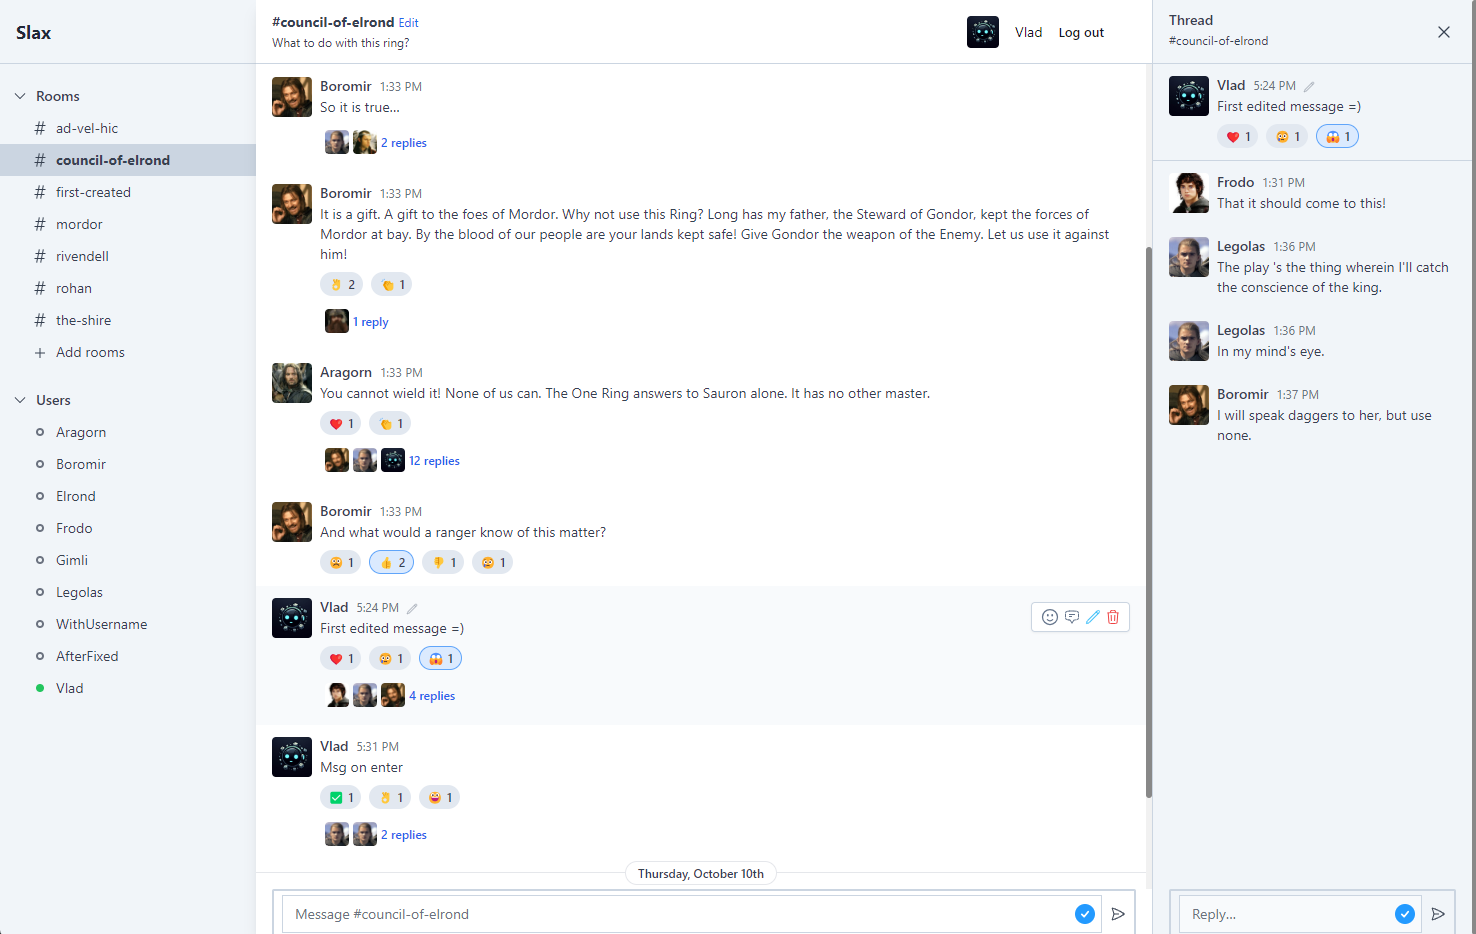 Slax
Rooms
# ad-vel-hic
# council-of-elrond
# first-created
# mordor
# rivendell
# rohan
# the-shire
+ Add rooms
Users
Aragorn
Boromir
Elrond
Frodo
Gimli
Legolas
WithUsername
AfterFixed
Vlad
#council-of-elrond Edit
What to do with this ring?
Vlad Log out
Boromir 1:33 PM
So it is true...
2 replies
Boromir 1:33 PM
It is a gift. A gift to the foes of Mordor. Why not use this Ring? Long has my father, the Steward of Gondor, kept the forces of
Mordor at bay. By the blood of our people are your lands kept safe! Give Gondor the weapon of the Enemy. Let us use it against
him!
👌 2 👏 1
1 reply
Aragorn 1:33 PM
You cannot wield it! None of us can. The One Ring answers to Sauron alone. It has no other master.
❤️ 1 👏 1
12 replies
Boromir 1:33 PM
And what would a ranger know of this matter?
1 👍 2 👎 1 1
Vlad 5:24 PM
First edited message =)
❤️ 1 1 😱 1
4 replies
Vlad 5:31 PM
Msg on enter
✅ 1 👌 1 😜 1
2 replies
Thursday, October 10th
Message #council-of-elrond
Thread
#council-of-elrond
Vlad 5:24 PM
First edited message =)
❤️ 1 1 😱 1
Frodo 1:31 PM
That it should come to this!
Legolas 1:36 PM
The play 's the thing wherein I'll catch
the conscience of the king.
Legolas 1:36 PM
In my mind's eye.
Boromir 1:37 PM
I will speak daggers to her, but use
none.
Reply...